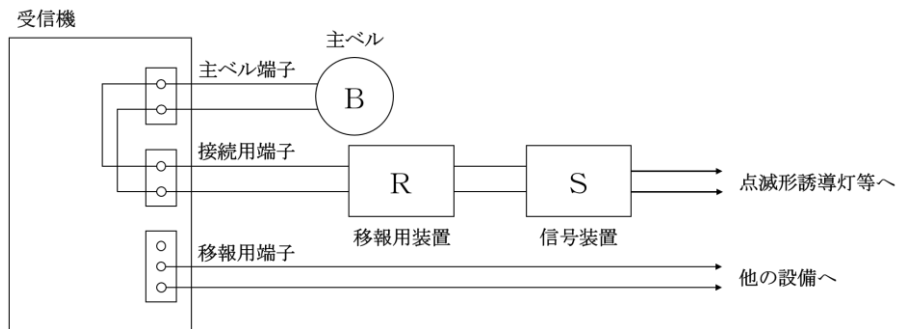 受信機
主ベル
主ベル端子
B
接続用端子
R
S
点滅形誘導灯等へ
移報用装置
信号装置
移報用端子
他の設備へ